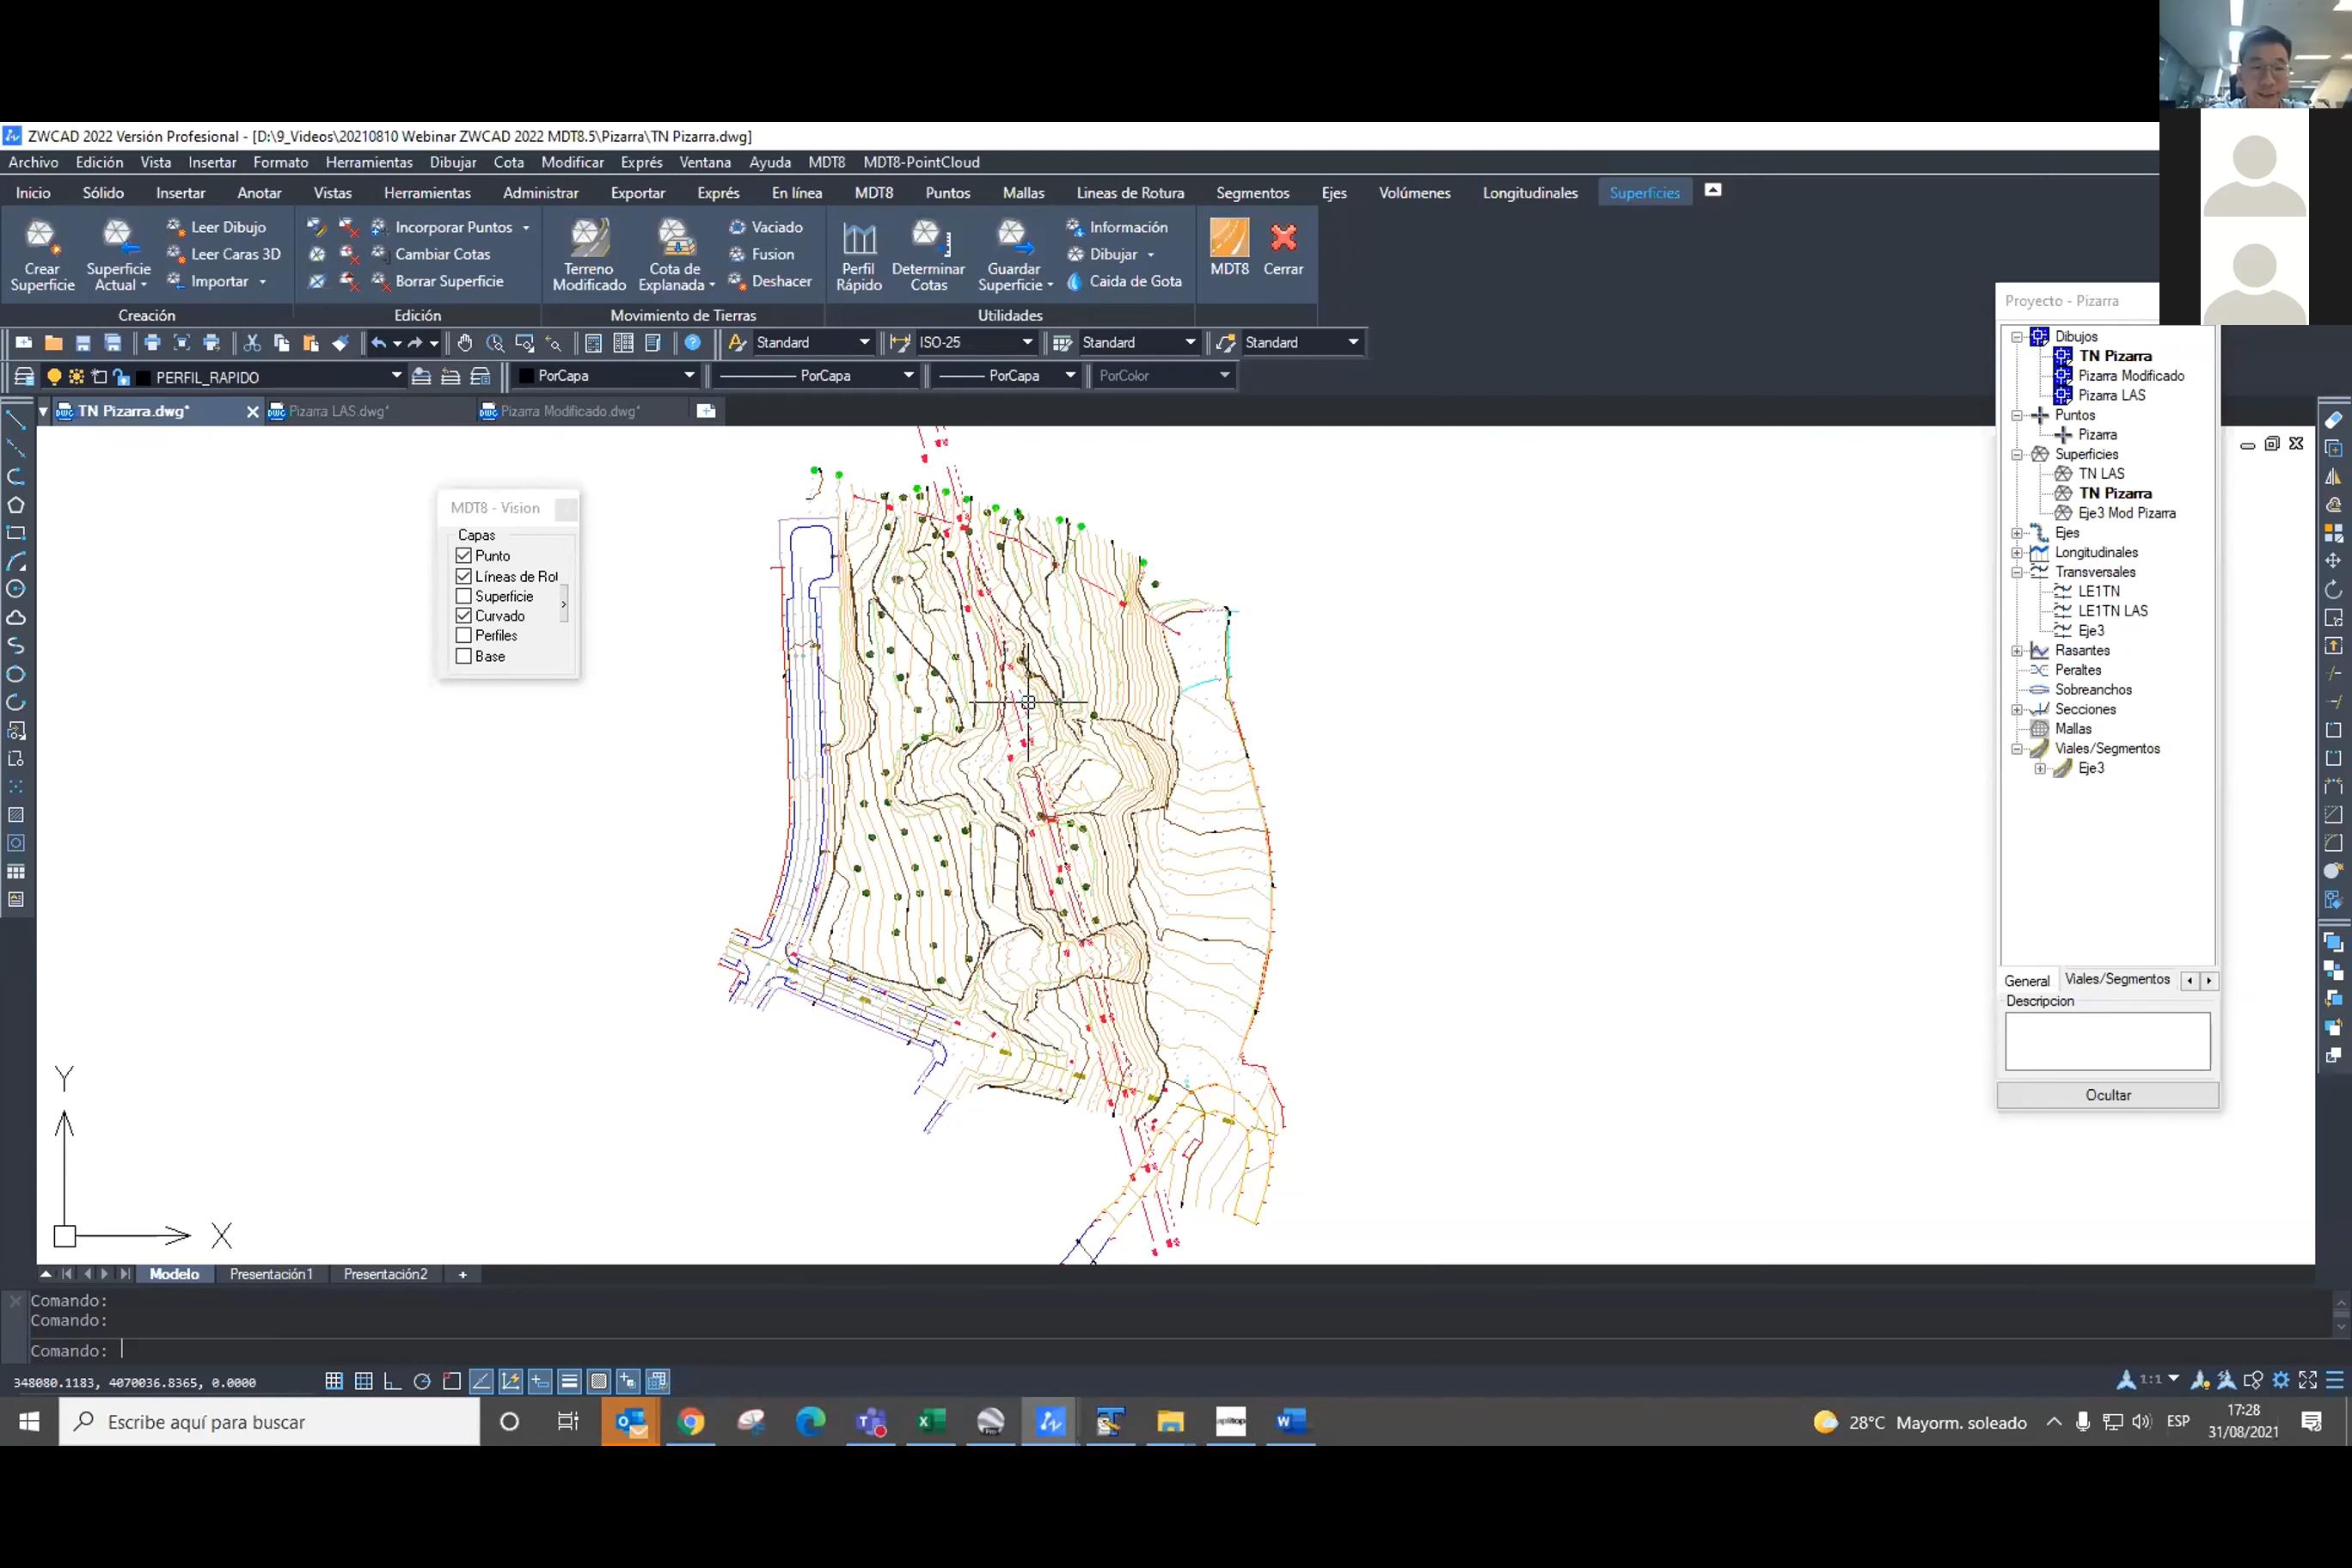 ZWCAD 2022 Versión Profesional - [D:\9_Videos\20210810 Webinar ZWCAD 2022 MDT8.5\Pizarra\TN Pizarra.dwg]
Archivo Edición Vista Insertar Formato Herramientas Dibujar Cota Modificar Exprés Ventana Ayuda MDT8 MDT8-PointCloud
Inicio Sólido Insertar Anotar Vistas Herramientas Administrar Exportar Exprés En línea MDT8 Puntos Mallas Lineas de Rotura Segmentos Ejes Volúmenes Longitudinales Superficies
Crear Superficie
Superficie Actual
Leer Dibujo
Leer Caras 3D
Importar
Creación
Incorporar Puntos
Cambiar Cotas
Borrar Superficie
Edición
Terreno Modificado
Cota de Explanada
Vaciado
Fusion
Deshacer
Movimiento de Tierras
Perfil Rápido
Determinar Cotas
Guardar Superficie
Información
Dibujar
Caida de Gota
Utilidades
MDT8
Cerrar
Standard ISO-25 Standard Standard
PERFIL_RAPIDO PorCapa PorCapa PorCapa PorColor
TN Pizarra.dwg* Pizarra LAS.dwg* Pizarra Modificado.dwg*
MDT8 - Vision
Capas
Punto
Líneas de Rot
Superficie
Curvado
Perfiles
Base
Proyecto - Pizarra
Dibujos
TN Pizarra
Pizarra Modificado
Pizarra LAS
Puntos
Pizarra
Superficies
TN LAS
TN Pizarra
Eje3 Mod Pizarra
Ejes
Longitudinales
Transversales
LE1TN
LE1TN LAS
Eje3
Rasantes
Peraltes
Sobreanchos
Secciones
Mallas
Viales/Segmentos
Eje3
General Viales/Segmentos
Descripcion
Ocultar
Y
X
Modelo Presentación1 Presentación2 +
Comando:
Comando:
Comando:
348080.1183, 4070036.8365, 0.0000
1:1
Escribe aquí para buscar
aplitop
28°C Mayorm. soleado
ESP
17:28
31/08/2021